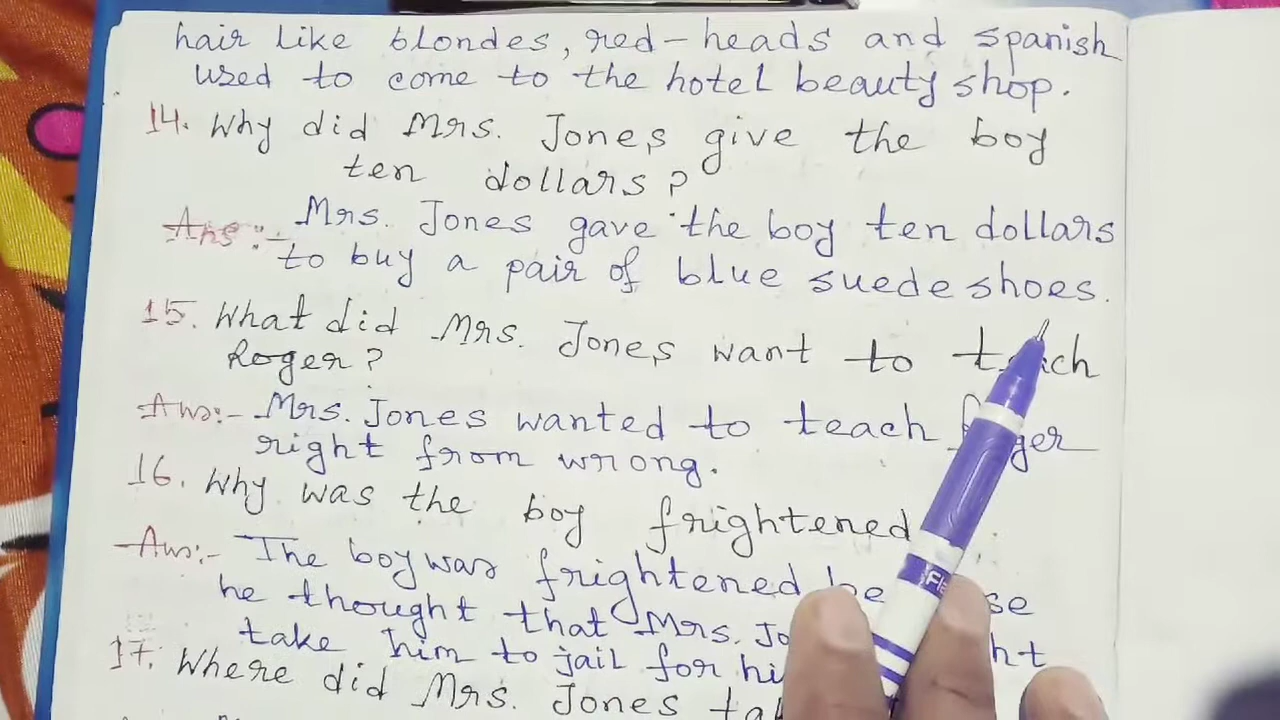 hair like blondes, red-heads and spanish
used to come to the hotel beauty shop.
14. Why did Mrs. Jones give the boy
ten dollars?
Ans:- Mrs. Jones gave the boy ten dollars
to buy a pair of blue suede shoes.
15. What did Mrs. Jones want to teach
Roger?
Ans:- Mrs. Jones wanted to teach Roger
right from wrong.
16. Why was the boy frightened
Ans:- The boy was frightened
he thought that Mrs.
take him to jail for
17. Where did Mrs. Jones